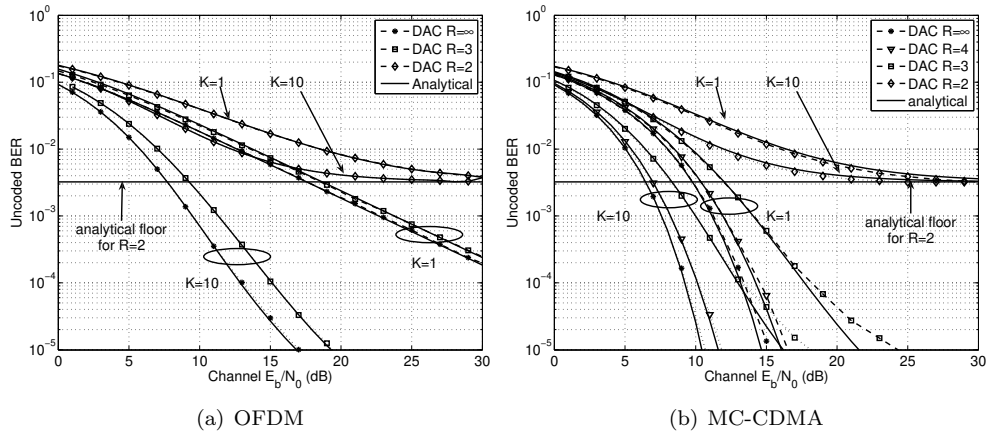 10^0
10^-1
10^-2
10^-3
10^-4
10^-5
Uncoded BER
0 5 10 15 20 25 30
Channel E_b/N_0 (dB)
DAC R=∞
DAC R=3
DAC R=2
Analytical
K=1
K=10
analytical floor
for R=2
K=10
K=1
(a) OFDM
10^0
10^-1
10^-2
10^-3
10^-4
10^-5
Uncoded BER
0 5 10 15 20 25 30
Channel E_b/N_0 (dB)
DAC R=∞
DAC R=4
DAC R=3
DAC R=2
analytical
K=1
K=10
K=10
K=1
analytical floor
for R=2
(b) MC-CDMA